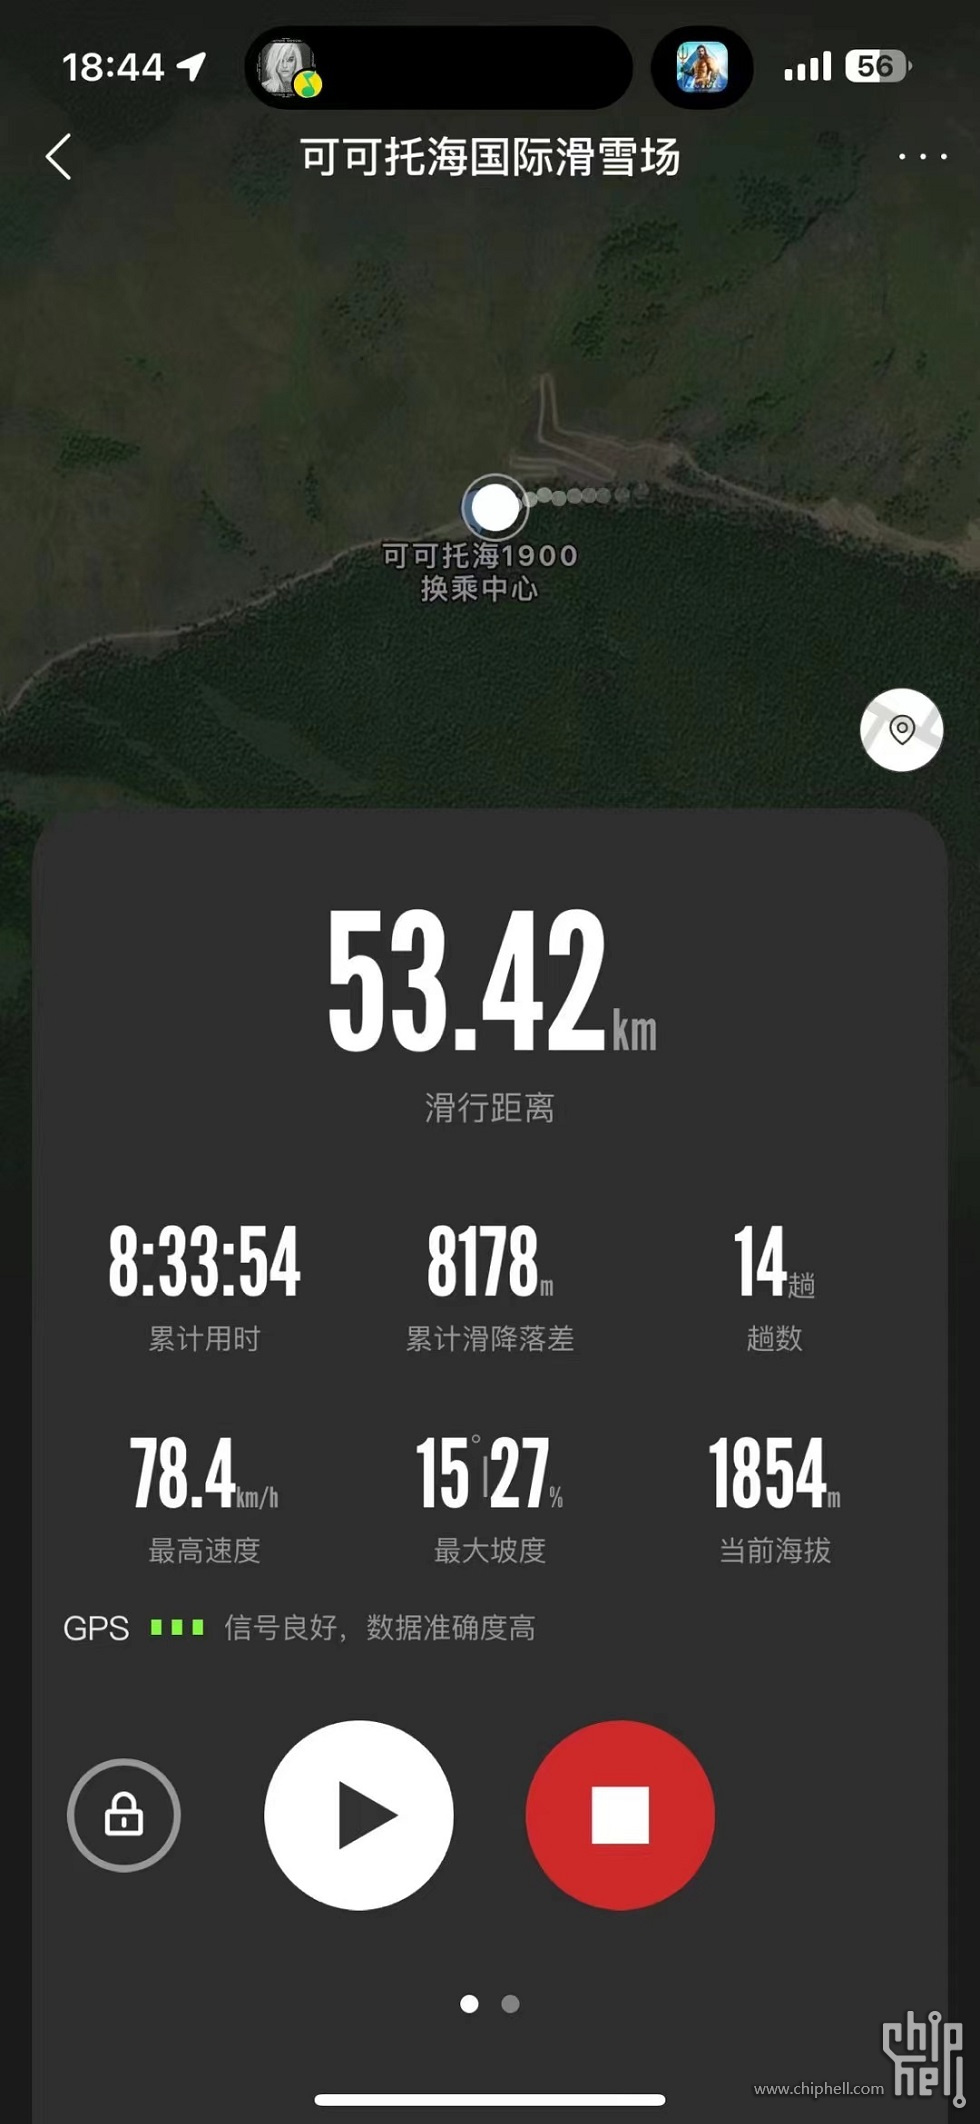 18:44
56
可可托海国际滑雪场
可可托海1900
换乘中心
53.42km
滑行距离
8:33:54
累计用时
8178m
累计滑降落差
14趟
趟数
78.4km/h
最高速度
15°|27%
最大坡度
1854m
当前海拔
GPS 信号良好，数据准确度高
www.chiphell.com
chip
hell